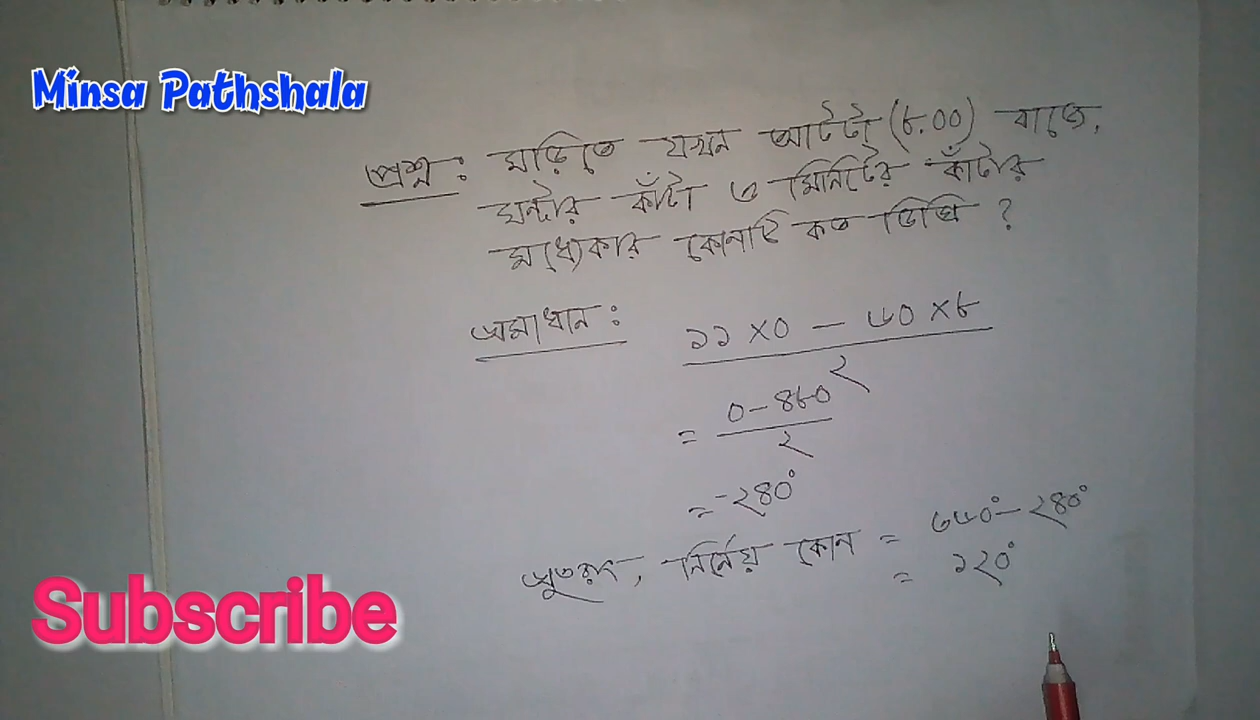 Minsa Pathshala
প্রশ্ন : ঘড়িতে যখন আটটা (৮.০০) বাজে,
ঘন্টার কাঁটা ও মিনিটের কাঁটার
মধ্যেকার কোনটি কত ডিগ্রি ?
সমাধান : ১১ × ০ — ৬০ × ৮
২
= ০ - ৪৮০
২
= -২৪০°
সুতরাং, নির্নেয় কোন = ৩৬০° - ২৪০°
= ১২০°
Subscribe